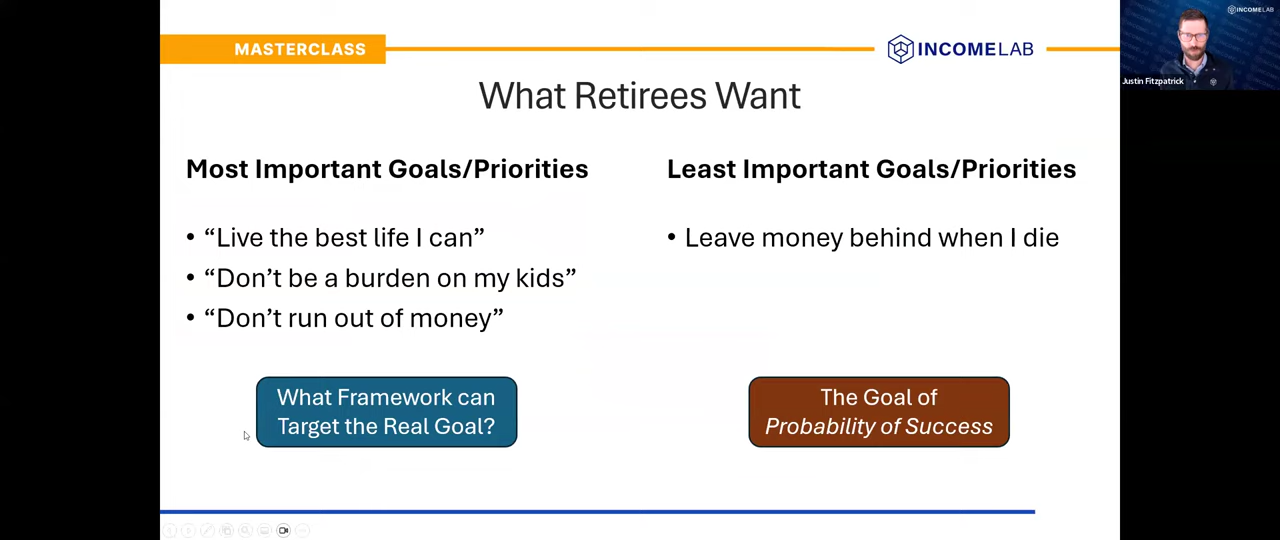 MASTERCLASS
INCOMELAB
What Retirees Want
Most Important Goals/Priorities
• “Live the best life I can”
• “Don’t be a burden on my kids”
• “Don’t run out of money”
What Framework can
Target the Real Goal?
Least Important Goals/Priorities
• Leave money behind when I die
The Goal of
Probability of Success
INCOMELAB
Justin Fitzpatrick